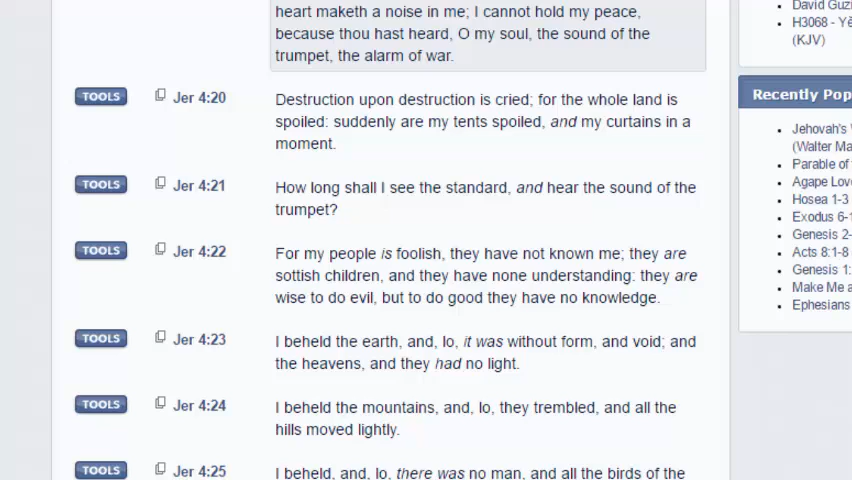 heart maketh a noise in me; I cannot hold my peace,
because thou hast heard, O my soul, the sound of the
trumpet, the alarm of war.
TOOLS Jer 4:20 Destruction upon destruction is cried; for the whole land is
spoiled: suddenly are my tents spoiled, and my curtains in a
moment.
TOOLS Jer 4:21 How long shall I see the standard, and hear the sound of the
trumpet?
TOOLS Jer 4:22 For my people is foolish, they have not known me; they are
sottish children, and they have none understanding: they are
wise to do evil, but to do good they have no knowledge.
TOOLS Jer 4:23 I beheld the earth, and, lo, it was without form, and void; and
the heavens, and they had no light.
TOOLS Jer 4:24 I beheld the mountains, and, lo, they trembled, and all the
hills moved lightly.
TOOLS Jer 4:25 I beheld, and, lo, there was no man, and all the birds of the
David Guzi
H3068 - Yĕ
(KJV)
Recently Pop
Jehovah's
(Walter Ma
Parable of
Agape Lov
Hosea 1-3
Exodus 6-1
Genesis 2-
Acts 8:1-8
Genesis 1:
Make Me a
Ephesians